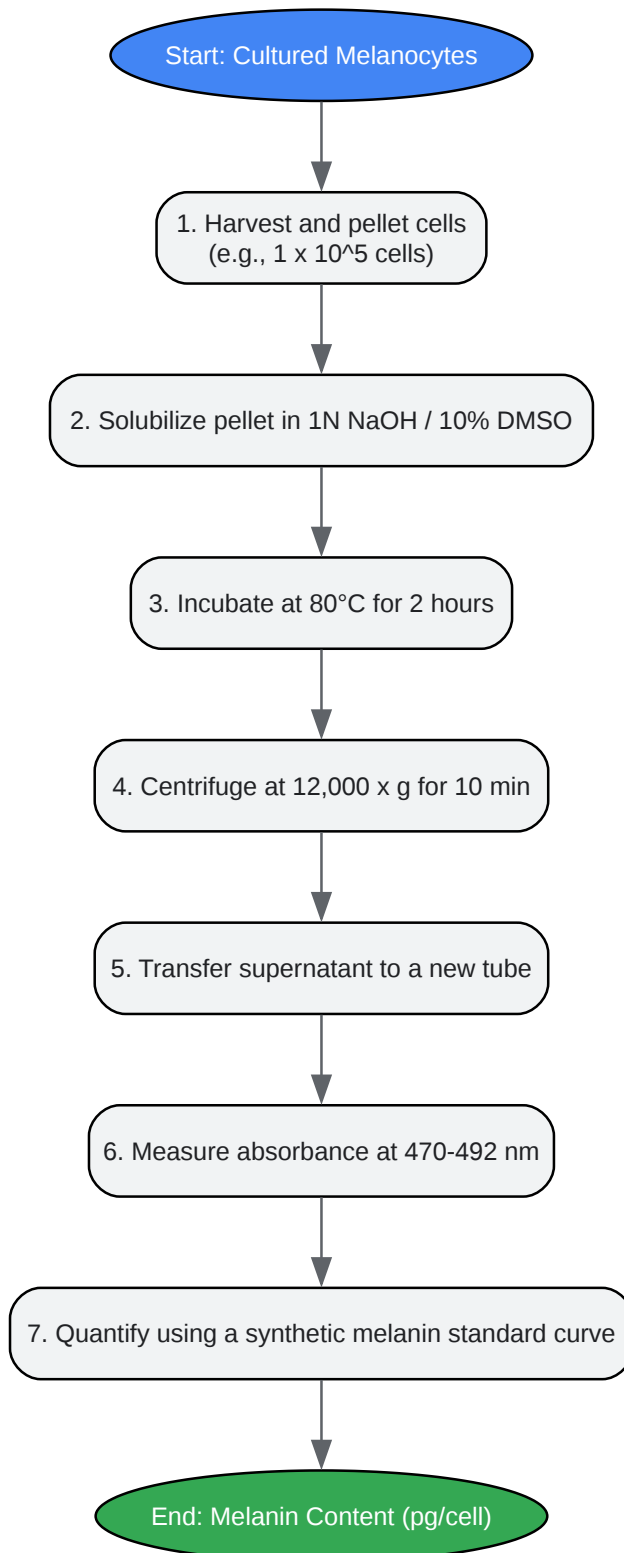 Start: Cultured Melanocytes
1. Harvest and pellet cells
(e.g., 1 x 10^5 cells)
2. Solubilize pellet in 1N NaOH / 10% DMSO
3. Incubate at 80°C for 2 hours
4. Centrifuge at 12,000 x g for 10 min
5. Transfer supernatant to a new tube
6. Measure absorbance at 470-492 nm
7. Quantify using a synthetic melanin standard curve
End: Melanin Content (pg/cell)